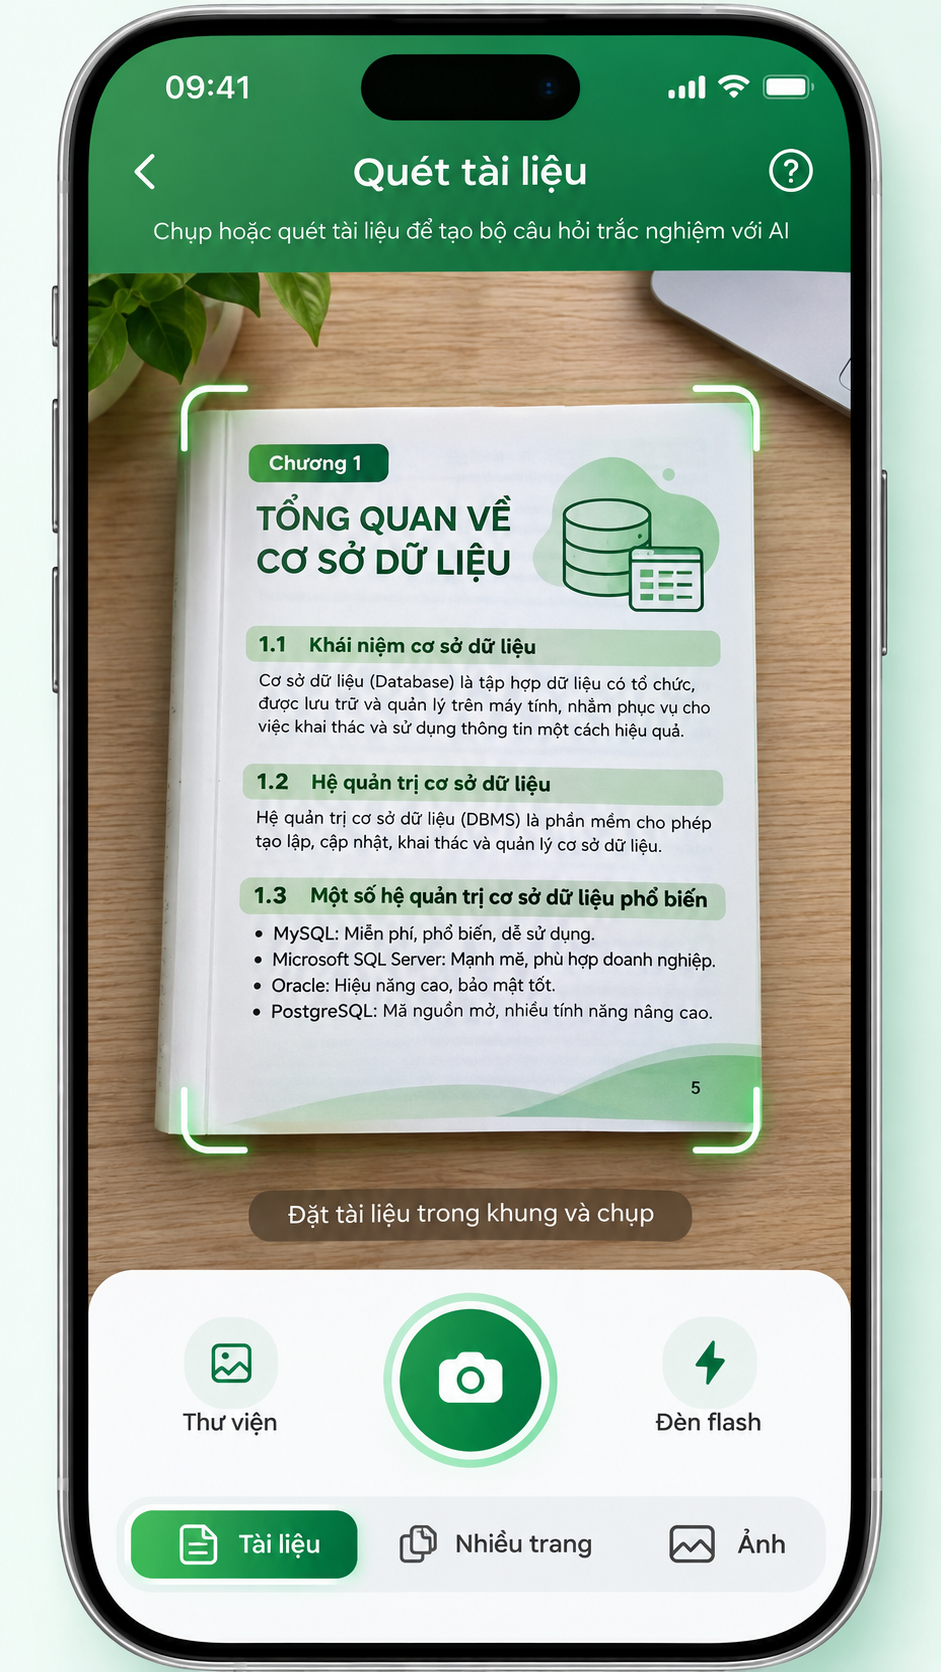 09:41
Quét tài liệu
Chụp hoặc quét tài liệu để tạo bộ câu hỏi trắc nghiệm với AI
Chương 1
TỔNG QUAN VỀ
CƠ SỞ DỮ LIỆU
1.1 Khái niệm cơ sở dữ liệu
Cơ sở dữ liệu (Database) là tập hợp dữ liệu có tổ chức,
được lưu trữ và quản lý trên máy tính, nhằm phục vụ cho
việc khai thác và sử dụng thông tin một cách hiệu quả.
1.2 Hệ quản trị cơ sở dữ liệu
Hệ quản trị cơ sở dữ liệu (DBMS) là phần mềm cho phép
tạo lập, cập nhật, khai thác và quản lý cơ sở dữ liệu.
1.3 Một số hệ quản trị cơ sở dữ liệu phổ biến
• MySQL: Miễn phí, phổ biến, dễ sử dụng.
• Microsoft SQL Server: Mạnh mẽ, phù hợp doanh nghiệp.
• Oracle: Hiệu năng cao, bảo mật tốt.
• PostgreSQL: Mã nguồn mở, nhiều tính năng nâng cao.
5
Đặt tài liệu trong khung và chụp
Thư viện
Đèn flash
Tài liệu
Nhiều trang
Ảnh